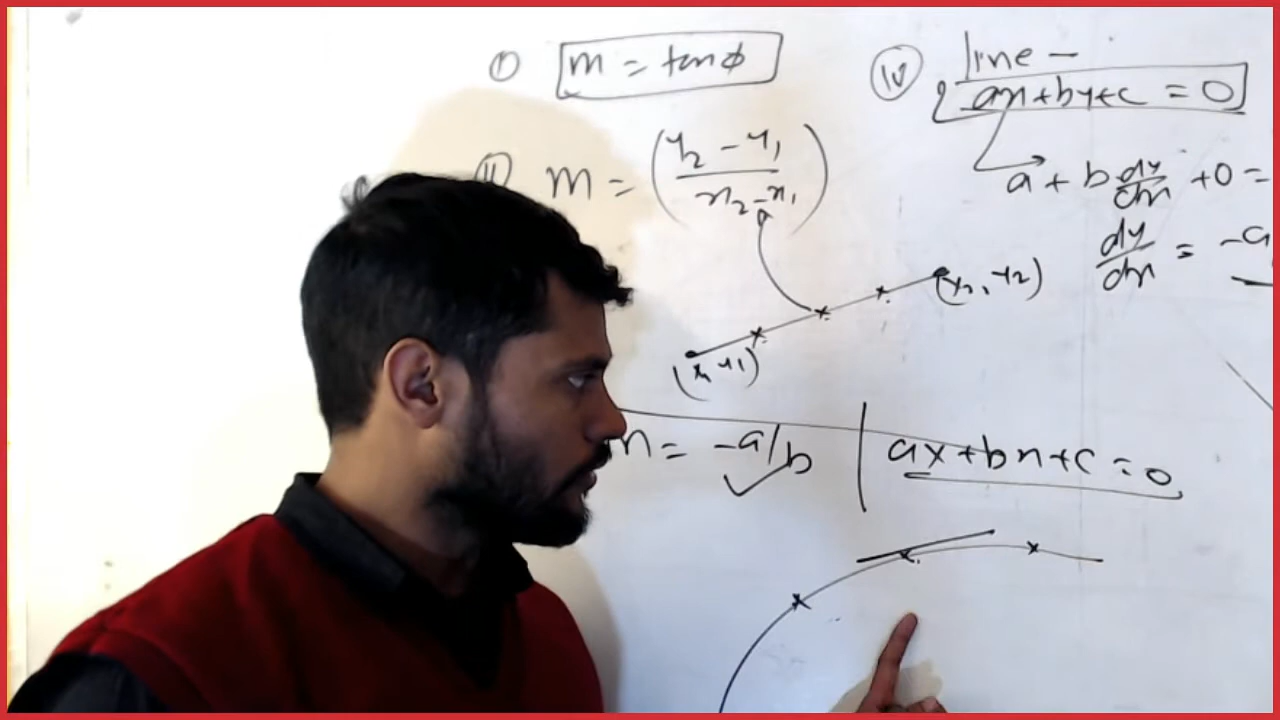 ① m = tanϕ
ⅱ m = (y₂ - y₁ / x₂ - x₁)
(x₂, y₂)
(x₁ y₁)
m = -a/b | ax+bn+c = 0
ⅳ line -
ax+by+c = 0
a + b dy/dx + 0 =
dy/dx = -a